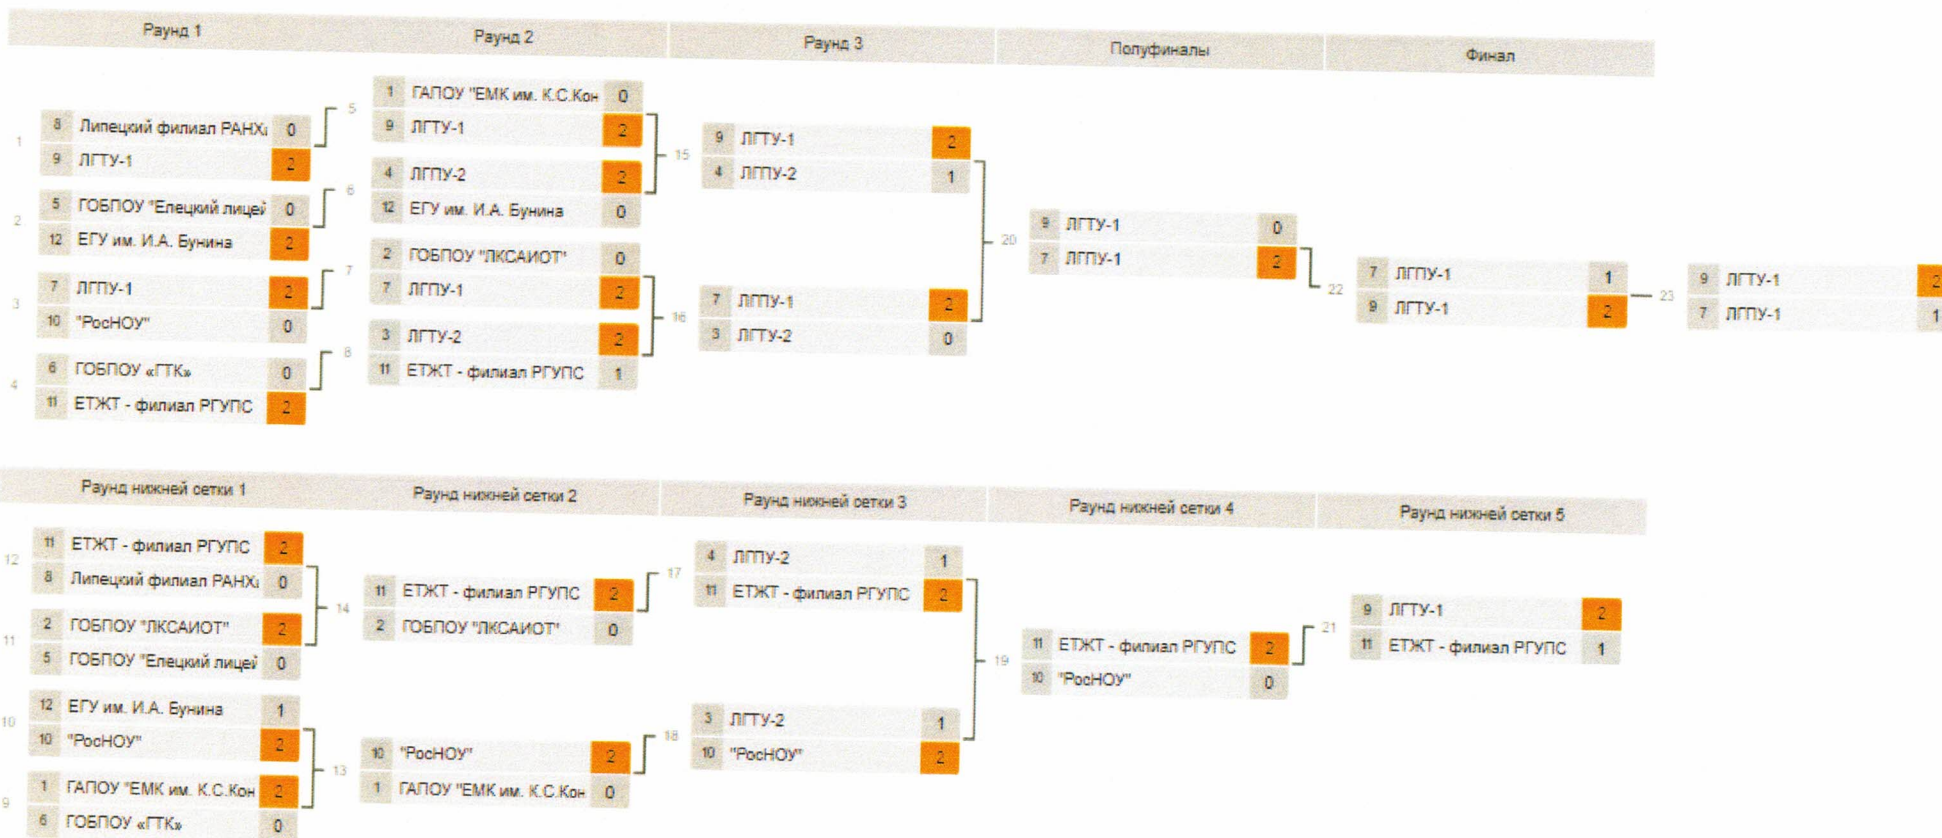 Раунд 1 Раунд 2 Раунд 3 Полуфиналы Финал
1
8 Липецкий филиал РАНХ 0
9 ЛГТУ-1 2
2
5 ГОБПОУ "Елецкий лицей 0
12 ЕГУ им. И.А. Бунина 2
3
7 ЛГПУ-1 2
10 "РосНОУ" 0
4
6 ГОБПОУ «ГТК» 0
11 ЕТЖТ - филиал РГУПС 2
5
1 ГАПОУ "ЕМК им. К.С.Кон 0
9 ЛГТУ-1 2
6
4 ЛГПУ-2 2
12 ЕГУ им. И.А. Бунина 0
7
2 ГОБПОУ "ЛКСАИОТ" 0
7 ЛГПУ-1 2
8
3 ЛГТУ-2 2
11 ЕТЖТ - филиал РГУПС 1
15
9 ЛГТУ-1 2
4 ЛГПУ-2 1
16
7 ЛГПУ-1 2
3 ЛГТУ-2 0
20
9 ЛГТУ-1 0
7 ЛГПУ-1 2
22
7 ЛГПУ-1 1
9 ЛГТУ-1 2
23
9 ЛГТУ-1 2
7 ЛГПУ-1 1
Раунд нижней сетки 1 Раунд нижней сетки 2 Раунд нижней сетки 3 Раунд нижней сетки 4 Раунд нижней сетки 5
12
11 ЕТЖТ - филиал РГУПС 2
8 Липецкий филиал РАНХ 0
11
2 ГОБПОУ "ЛКСАИОТ" 2
5 ГОБПОУ "Елецкий лицей 0
10
12 ЕГУ им. И.А. Бунина 1
10 "РосНОУ" 2
9
1 ГАПОУ "ЕМК им. К.С.Кон 2
6 ГОБПОУ «ГТК» 0
14
11 ЕТЖТ - филиал РГУПС 2
2 ГОБПОУ "ЛКСАИОТ" 0
13
10 "РосНОУ" 2
1 ГАПОУ "ЕМК им. К.С.Кон 0
17
4 ЛГПУ-2 1
11 ЕТЖТ - филиал РГУПС 2
18
3 ЛГТУ-2 1
10 "РосНОУ" 2
19
11 ЕТЖТ - филиал РГУПС 2
10 "РосНОУ" 0
21
9 ЛГТУ-1 2
11 ЕТЖТ - филиал РГУПС 1